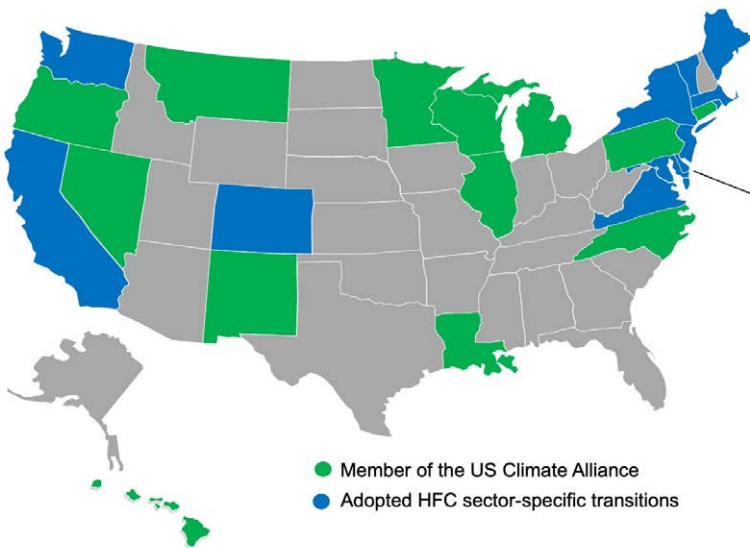 Member of the US Climate Alliance
Adopted HFC sector-specific transitions